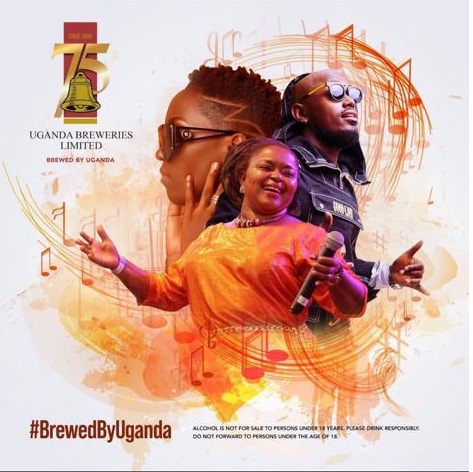 SINCE 1946
75
UGANDA BREWERIES
LIMITED
BREWED BY UGANDA
#BrewedByUganda
ALCOHOL IS NOT FOR SALE TO PERSONS UNDER 18 YEARS. PLEASE DRINK RESPONSIBLY.
DO NOT FORWARD TO PERSONS UNDER THE AGE OF 18.